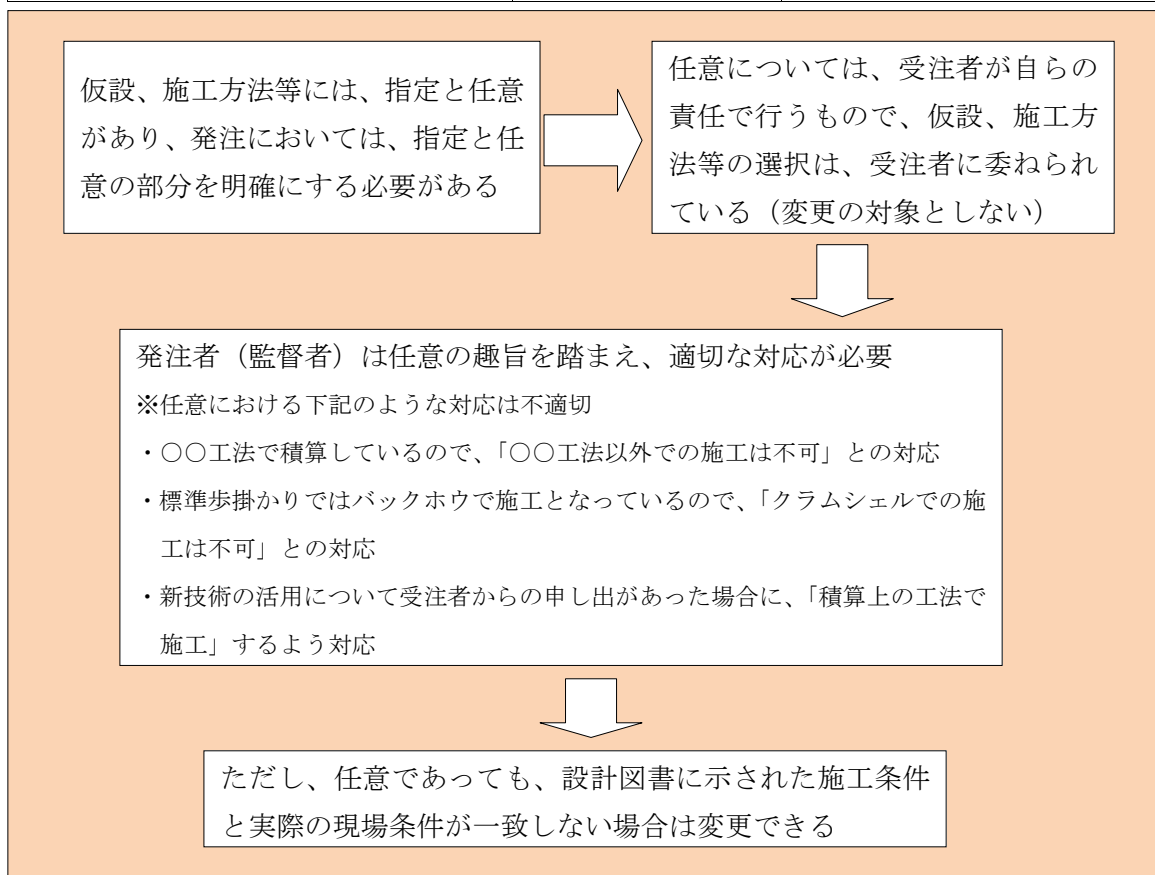 仮設、施工方法等には、指定と任意
があり、発注においては、指定と任
意の部分を明確にする必要がある
任意については、受注者が自らの
責任で行うもので、仮設、施工方
法等の選択は、受注者に委ねられ
ている（変更の対象としない）
発注者（監督者）は任意の趣旨を踏まえ、適切な対応が必要
※任意における下記のような対応は不適切
・〇〇工法で積算しているので、「〇〇工法以外での施工は不可」との対応
・標準歩掛かりではバックホウで施工となっているので、「クラムシェルでの施
工は不可」との対応
・新技術の活用について受注者からの申し出があった場合に、「積算上の工法で
施工」するよう対応
ただし、任意であっても、設計図書に示された施工条件
と実際の現場条件が一致しない場合は変更できる